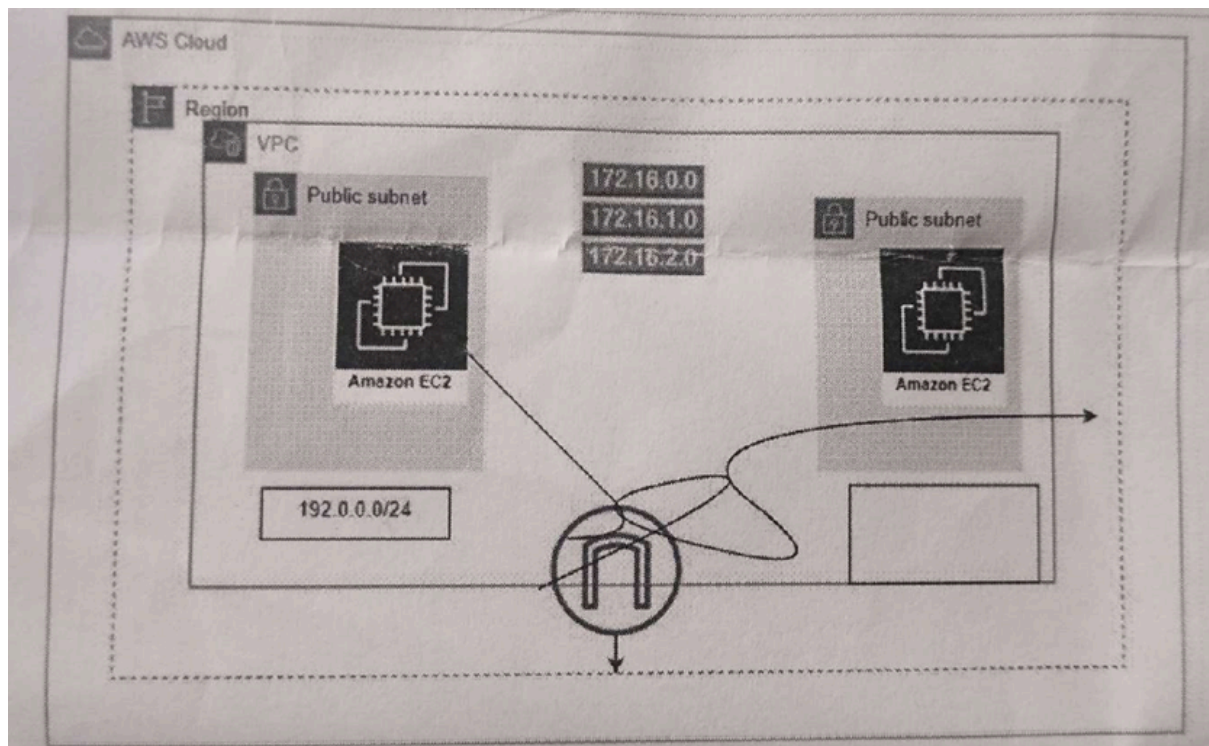 AWS Cloud
Region
VPC
Public subnet
172.16.0.0
172.16.1.0
172.16.2.0
Public subnet
Amazon EC2
Amazon EC2
192.0.0.0/24